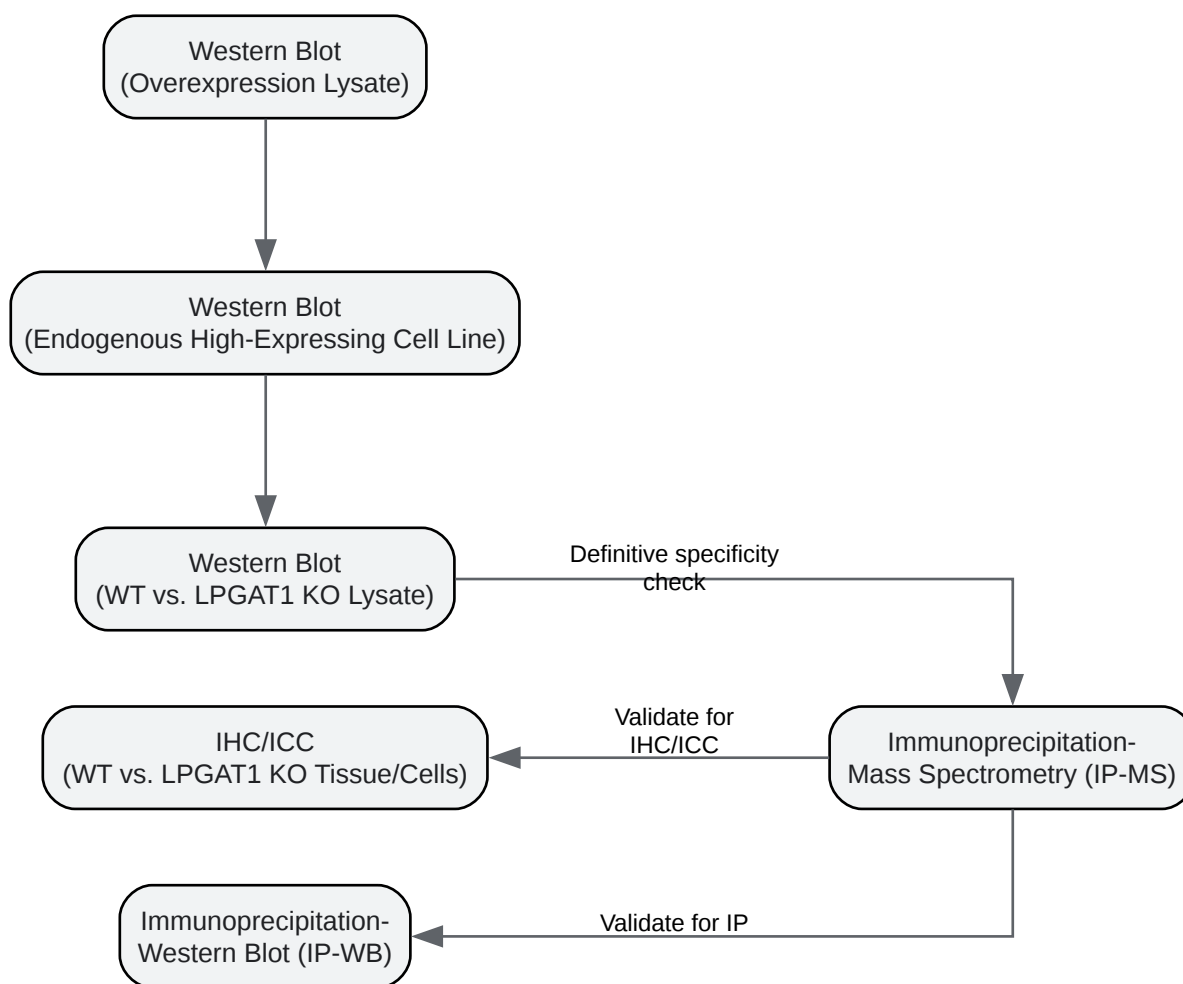 Western Blot
(Overexpression Lysate)
Western Blot
(Endogenous High-Expressing Cell Line)
Western Blot
(WT vs. LPGAT1 KO Lysate)
Definitive specificity
check
Validate for
IHC/ICC
IHC/ICC
(WT vs. LPGAT1 KO Tissue/Cells)
Immunoprecipitation-
Mass Spectrometry (IP-MS)
Validate for IP
Immunoprecipitation-
Western Blot (IP-WB)